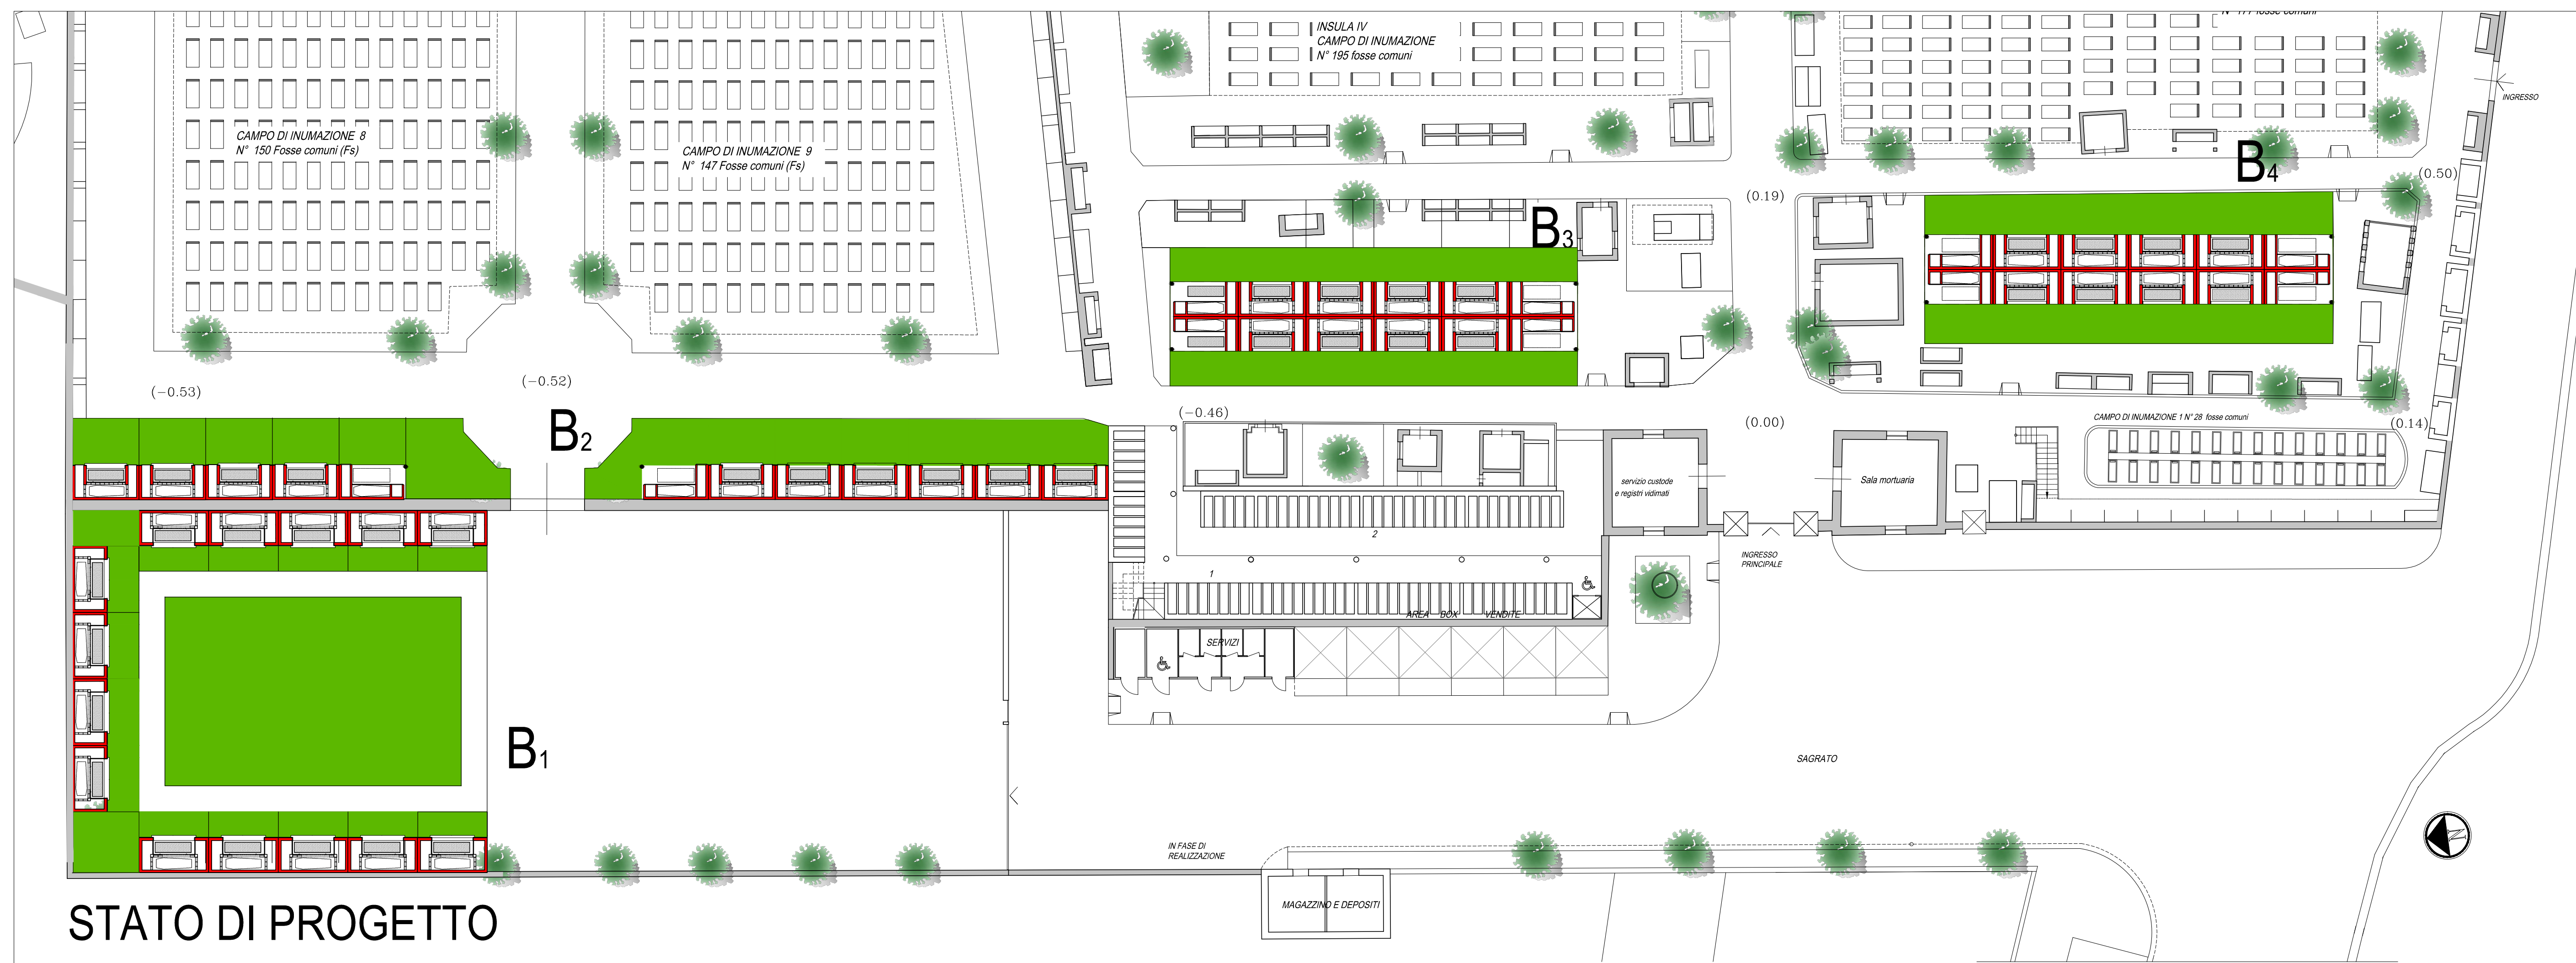 INSULA IV
CAMPO DI INUMAZIONE
N° 195 fosse comuni
N° 177 fosse comuni
INGRESSO
CAMPO DI INUMAZIONE 8
N° 150 Fosse comuni (Fs)
CAMPO DI INUMAZIONE 9
N° 147 Fosse comuni (Fs)
B4
(0.50)
(0.19)
B3
(-0.53)
(-0.52)
B2
(-0.46)
(0.00)
CAMPO DI INUMAZIONE 1 N° 28 fosse comuni
(0.14)
servizio custode
e registri vidimati
Sala mortuaria
2
INGRESSO
PRINCIPALE
1
AREA BOX VENDITE
SERVIZI
B1
SAGRATO
IN FASE DI
REALIZZAZIONE
N
MAGAZZINO E DEPOSITI
STATO DI PROGETTO